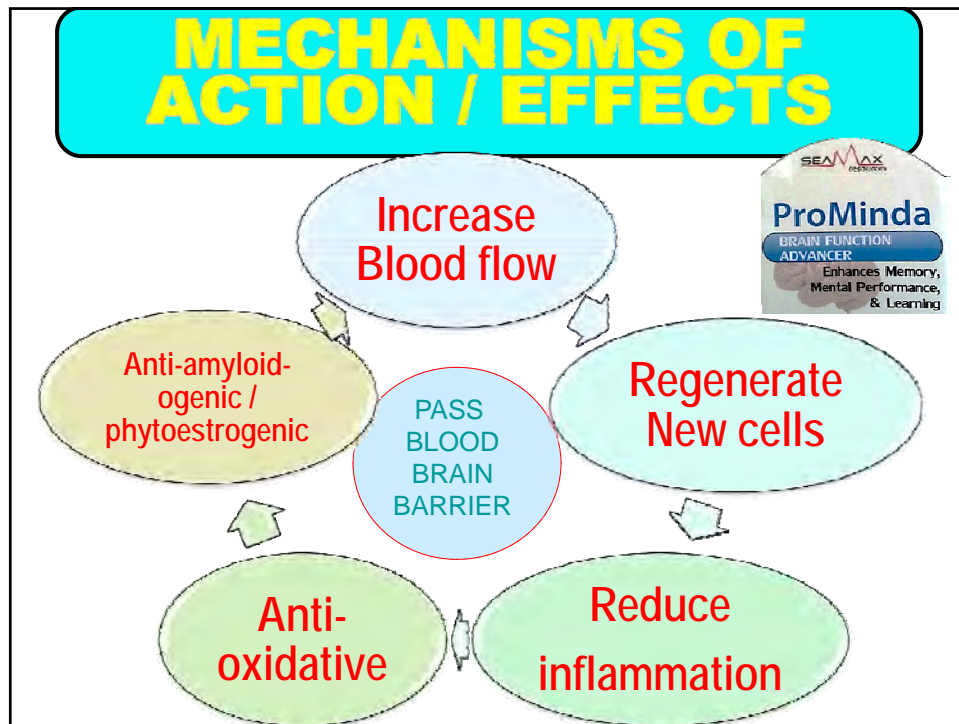 MECHANISMS OF
ACTION / EFFECTS
SEAMAX
resources
ProMinda
BRAIN FUNCTION
ADVANCER
Enhances Memory,
Mental Performance,
& Learning
Increase
Blood flow
Regenerate
New cells
Reduce
inflammation
Anti-
oxidative
Anti-amyloid-
ogenic /
phytoestrogenic
PASS
BLOOD
BRAIN
BARRIER